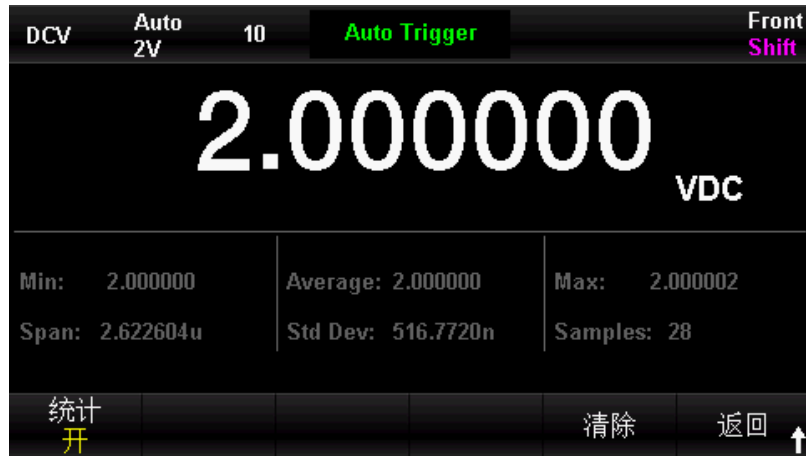 DCV Auto 2V 10 Auto Trigger Front Shift
2.000000 VDC
Min: 2.000000 Average: 2.000000 Max: 2.000002
Span: 2.622604u Std Dev: 516.7720n Samples: 28
统计 开 清除 返回